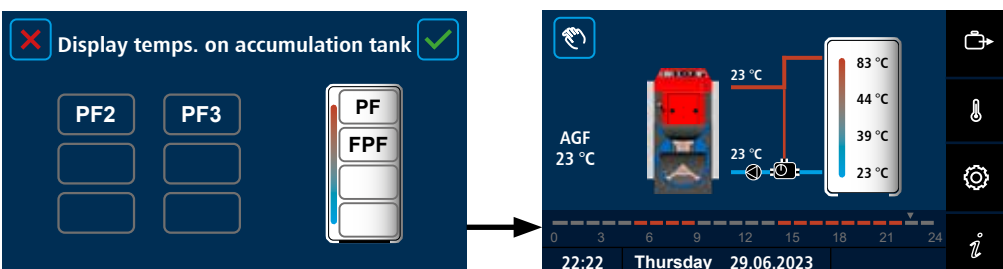 Display temps. on accumulation tank
PF2 PF3 PF
FPF
23 °C 83 °C
44 °C
AGF
23 °C
39 °C
23 °C
23 °C
0 3 6 9 12 15 18 21 24
22:22 Thursday 29.06.2023
i